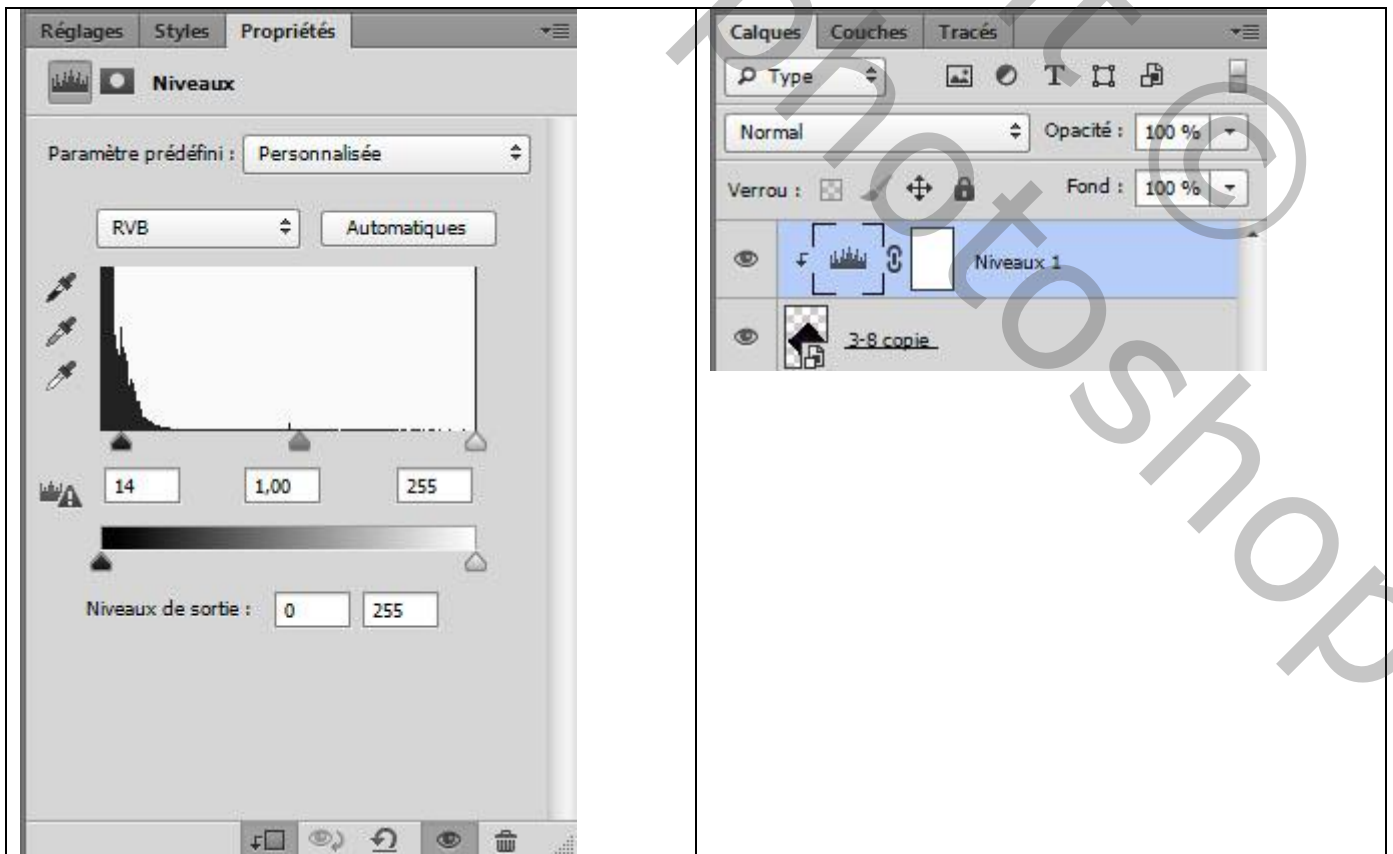 Réglages Styles Propriétés
Niveaux
Paramètre prédéfini : Personnalisée
RVB Automatiques
14 1,00 255
Niveaux de sortie : 0 255
Calques Couches Tracés
Type T
Normal Opacité : 100 %
Verrou : Fond : 100 %
Niveaux 1
3-8 copie
Photoshop ©